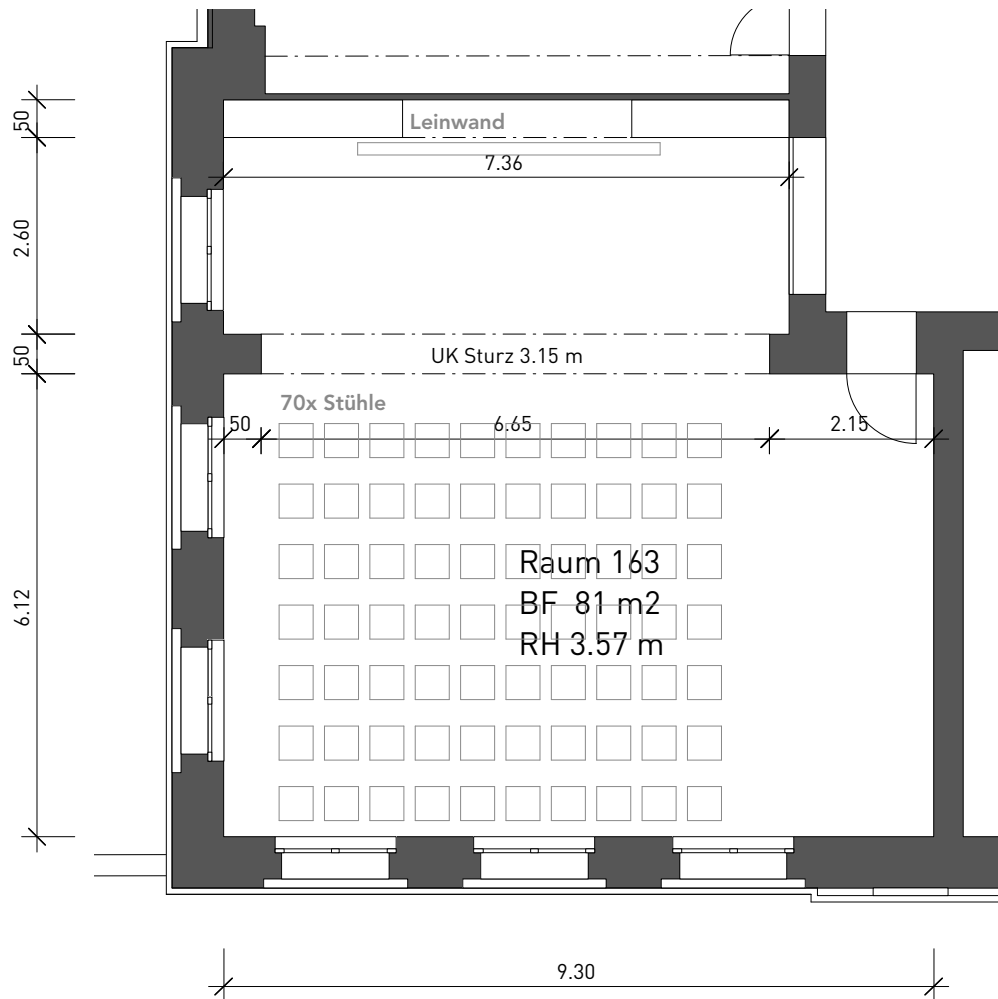 50
Leinwand
7.36
2.60
50
UK Sturz 3.15 m
70x Stühle
50
6.65
2.15
Raum 163
BF 81 m2
RH 3.57 m
6.12
9.30